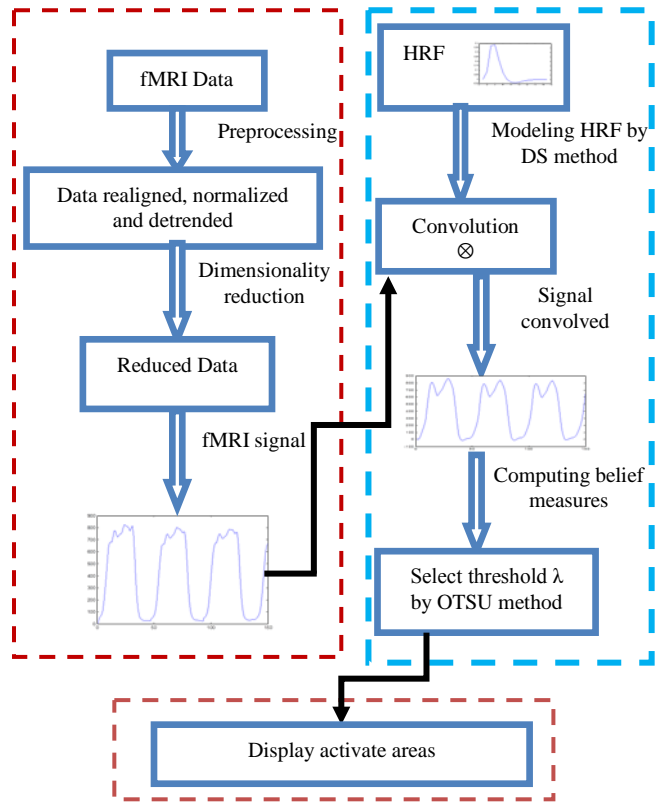 fMRI Data
Preprocessing
Data realigned, normalized
and detrended
Dimensionality
reduction
Reduced Data
fMRI signal
HRF
Modeling HRF by
DS method
Convolution
⊗
Signal
convolved
Computing belief
measures
Select threshold λ
by OTSU method
Display activate areas